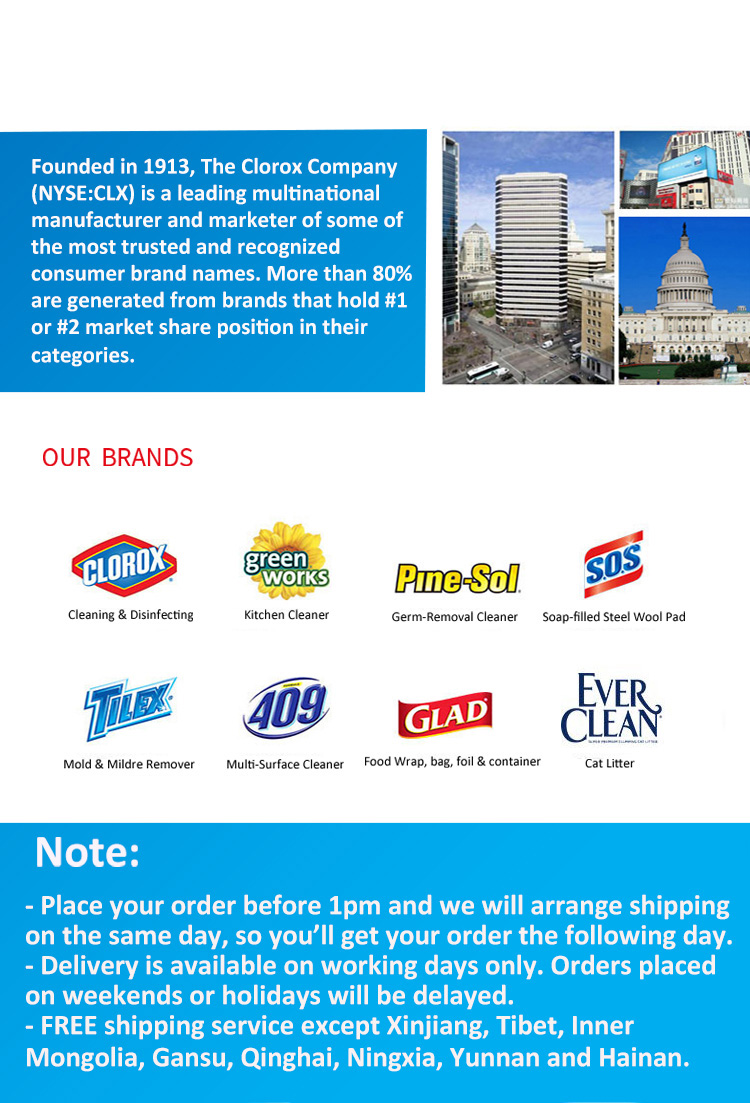 Founded in 1913, The Clorox Company
(NYSE:CLX) is a leading multinational
manufacturer and marketer of some of
the most trusted and recognized
consumer brand names. More than 80%
are generated from brands that hold #1
or #2 market share position in their
categories.
OUR BRANDS
CLOROX
Cleaning & Disinfecting
green works
Kitchen Cleaner
Pine-Sol
Germ-Removal Cleaner
S.O.S
Soap-filled Steel Wool Pad
TILEX
Mold & Mildre Remover
409
Multi-Surface Cleaner
GLAD
Food Wrap, bag, foil & container
EVER CLEAN
Cat Litter
Note:
- Place your order before 1pm and we will arrange shipping
on the same day, so you’ll get your order the following day.
- Delivery is available on working days only. Orders placed
on weekends or holidays will be delayed.
- FREE shipping service except Xinjiang, Tibet, Inner
Mongolia, Gansu, Qinghai, Ningxia, Yunnan and Hainan.